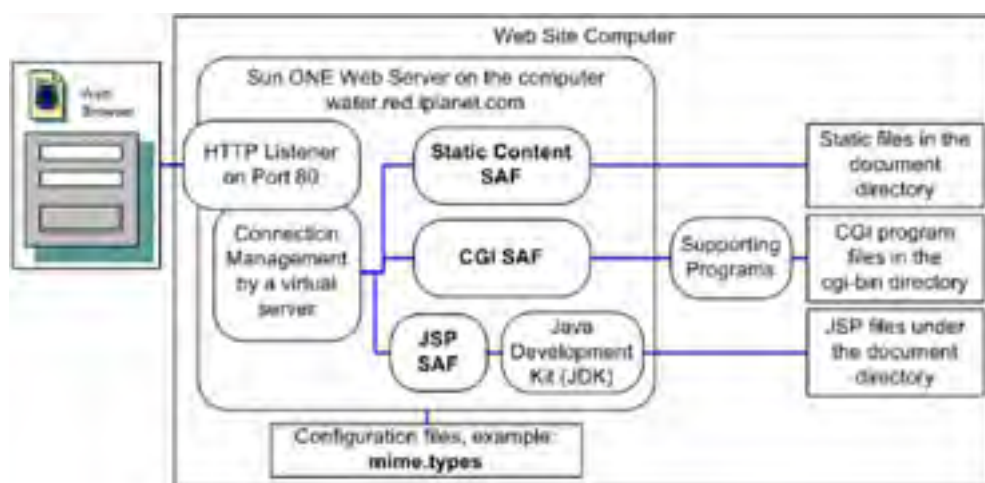 Web Site Computer
Web
Browser
Sun ONE Web Server on the computer
water.red.iplanet.com
HTTP Listener
on Port 80
Connection
Management
by a virtual
server
Static Content
SAF
CGI SAF
JSP
SAF
Java
Development
Kit (JDK)
Supporting
Programs
Static files in the
document
directory
CGI program
files in the
cgi-bin directory
JSP files under
the document
directory
Configuration files, example:
mime.types